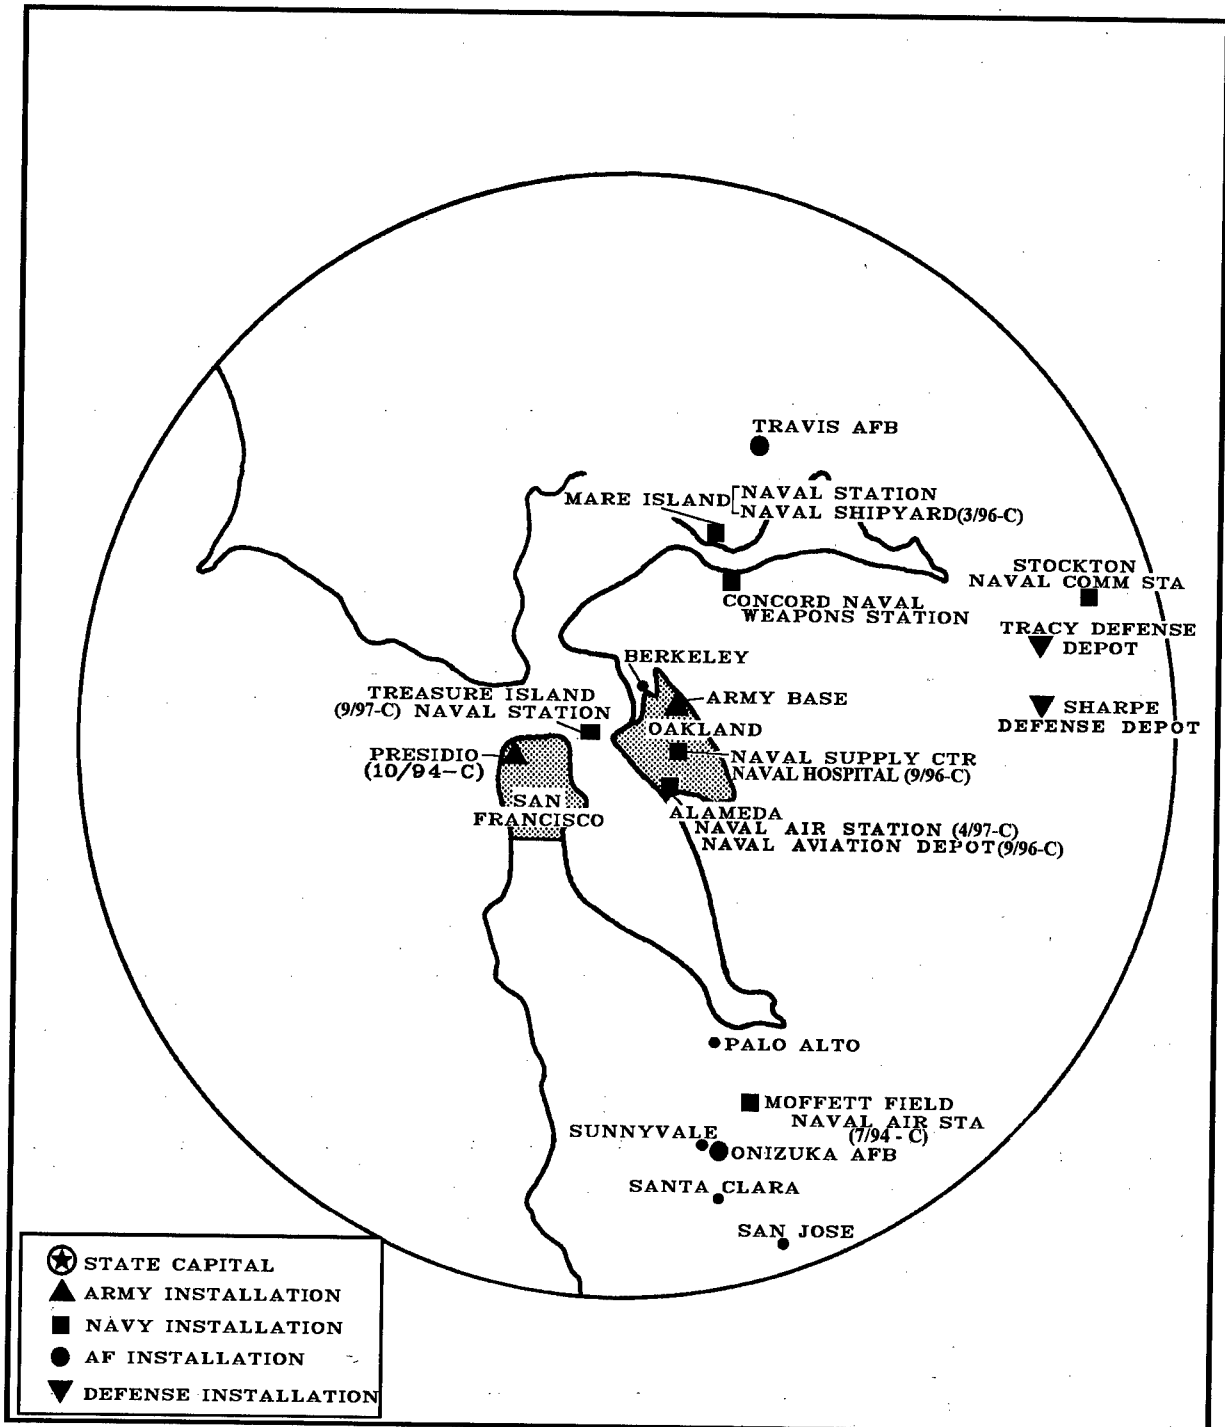 TRAVIS AFB
MARE ISLAND
NAVAL STATION
NAVAL SHIPYARD(3/96-C)
STOCKTON
NAVAL COMM STA
CONCORD NAVAL
WEAPONS STATION
TRACY DEFENSE
DEPOT
BERKELEY
TREASURE ISLAND
(9/97-C) NAVAL STATION
ARMY BASE
SHARPE
DEFENSE DEPOT
OAKLAND
PRESIDIO
(10/94-C)
NAVAL SUPPLY CTR
NAVAL HOSPITAL (9/96-C)
SAN
FRANCISCO
ALAMEDA
NAVAL AIR STATION (4/97-C)
NAVAL AVIATION DEPOT(9/96-C)
PALO ALTO
MOFFETT FIELD
NAVAL AIR STA
(7/94 - C)
SUNNYVALE
ONIZUKA AFB
SANTA CLARA
SAN JOSE
STATE CAPITAL
ARMY INSTALLATION
NAVY INSTALLATION
AF INSTALLATION
DEFENSE INSTALLATION